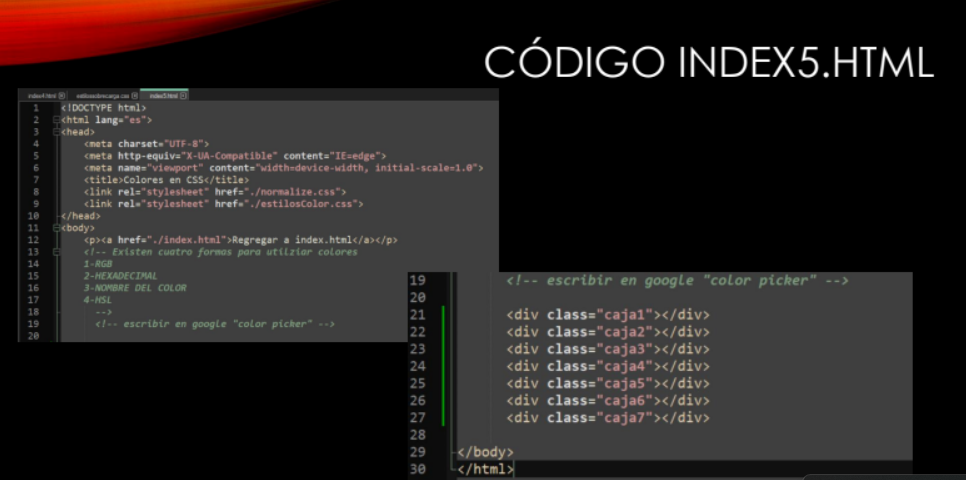 CÓDIGO INDEX5.HTML
index4.html estilosobrecarga.css index5.html
1 <!DOCTYPE html>
2 <html lang="es">
3 <head>
4 <meta charset="UTF-8">
5 <meta http-equiv="X-UA-Compatible" content="IE=edge">
6 <meta name="viewport" content="width=device-width, initial-scale=1.0">
7 <title>Colores en CSS</title>
8 <link rel="stylesheet" href="./normalize.css">
9 <link rel="stylesheet" href="./estilosColor.css">
10 </head>
11 <body>
12 <p><a href="./index.html">Regregar a index.html</a></p>
13 <!-- Existen cuatro formas para utilziar colores
14 1-RGB
15 2-HEXADECIMAL
16 3-NOMBRE DEL COLOR
17 4-HSL
18 -->
19 <!-- escribir en google "color picker" -->
20
19 <!-- escribir en google "color picker" -->
20
21 <div class="caja1"></div>
22 <div class="caja2"></div>
23 <div class="caja3"></div>
24 <div class="caja4"></div>
25 <div class="caja5"></div>
26 <div class="caja6"></div>
27 <div class="caja7"></div>
28
29 </body>
30 </html>